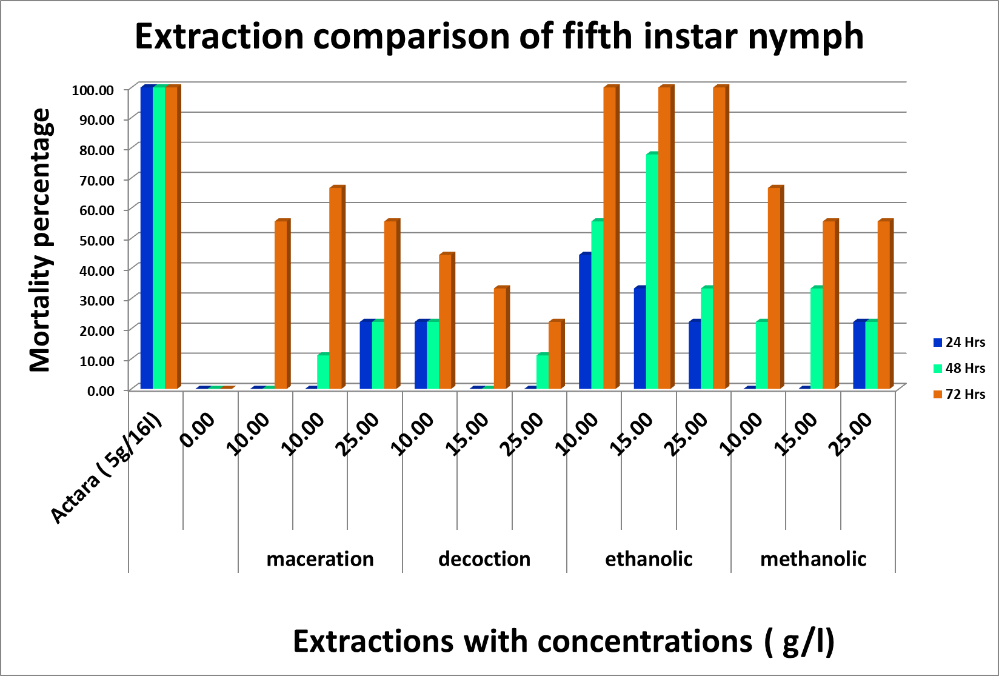 Extraction comparison of fifth instar nymph
Mortality percentage
100.00
90.00
80.00
70.00
60.00
50.00
40.00
30.00
20.00
10.00
0.00
24 Hrs
48 Hrs
72 Hrs
Actara ( 5g/16l)
0.00
10.00
10.00
25.00
10.00
15.00
25.00
10.00
15.00
25.00
10.00
15.00
25.00
maceration
decoction
ethanolic
methanolic
Extractions with concentrations ( g/l)